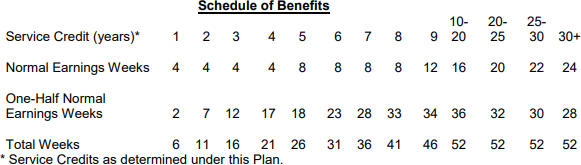 Schedule of Benefits
10- 20- 25-
Service Credit (years)* 1 2 3 4 5 6 7 8 9 20 25 30 30+
Normal Earnings Weeks 4 4 4 4 8 8 8 8 12 16 20 22 24
One-Half Normal
Earnings Weeks 2 7 12 17 18 23 28 33 34 36 32 30 28
Total Weeks 6 11 16 21 26 31 36 41 46 52 52 52 52
* Service Credits as determined under this Plan.